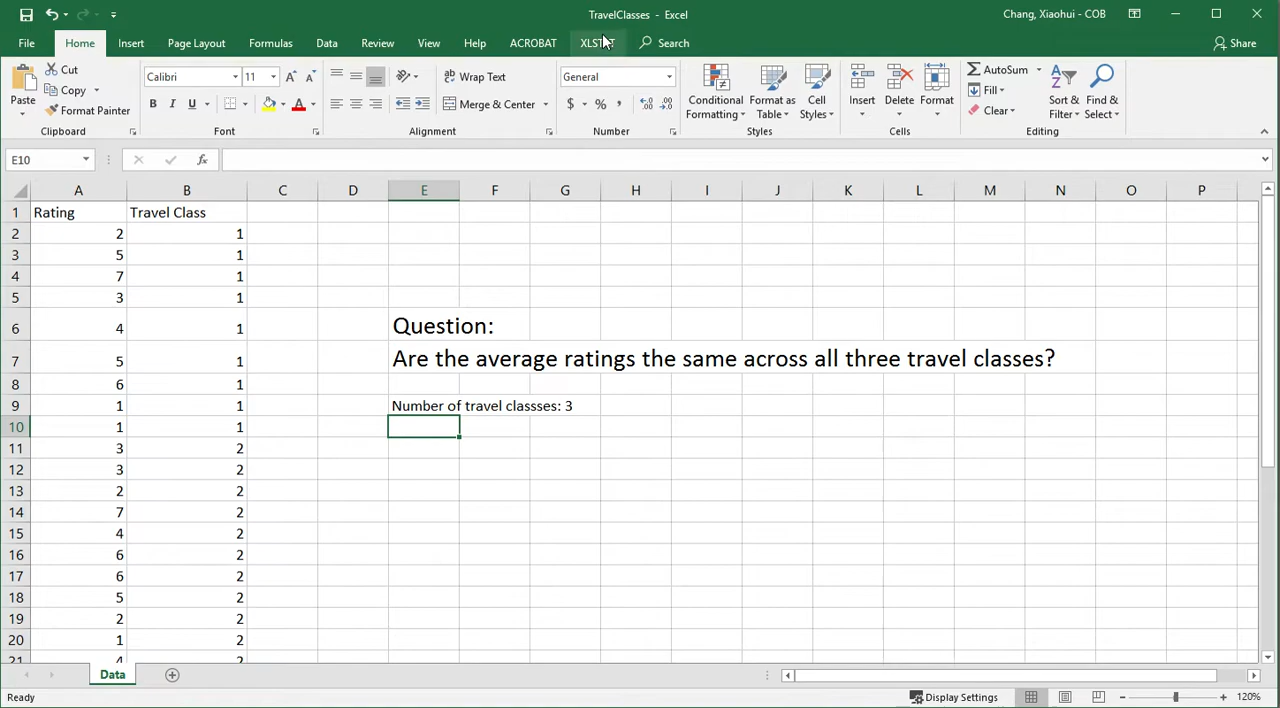 TravelClasses - Excel
Chang, Xiaohui - COB
File Home Insert Page Layout Formulas Data Review View Help ACROBAT Search Share
Paste
Cut
Copy
Format Painter
Clipboard
Calibri 11
B I U
Font
Wrap Text
Merge & Center
Alignment
General
$ % ,
Number
Conditional Formatting
Format as Table
Cell Styles
Styles
Insert Delete Format
Cells
AutoSum
Fill
Clear
Sort & Filter
Find & Select
Editing
E10
fx
A B C D E F G H I J K L M N O P
1 Rating Travel Class
2 2 1
3 5 1
4 7 1
5 3 1
6 4 1 Question:
7 5 1 Are the average ratings the same across all three travel classes?
8 6 1
9 1 1 Number of travel classses: 3
10 1 1
11 3 2
12 3 2
13 2 2
14 7 2
15 4 2
16 6 2
17 6 2
18 5 2
19 2 2
20 1 2
21 4 2
Data
Ready
Display Settings
120%